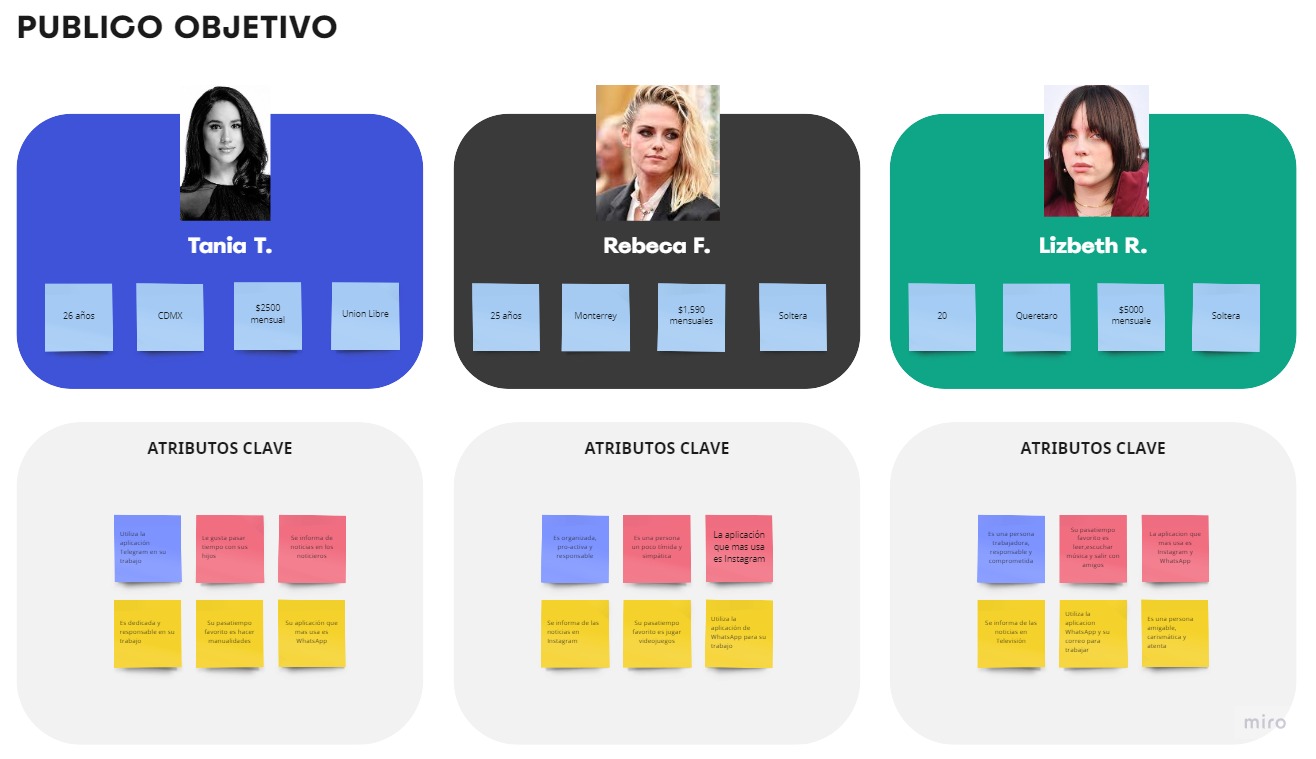 PUBLICO OBJETIVO
Tania T.
26 años
CDMX
$2500
mensual
Union Libre
Rebeca F.
25 años
Monterrey
$1,590
mensuales
Soltera
Lizbeth R.
20
Queretaro
$5000
mensuale
Soltera
ATRIBUTOS CLAVE
Utiliza la
aplicación
Telegram en su
trabajo
Le gusta pasar
tiempo con sus
hijos
Se informa de
noticias en los
noticieros
Es dedicada y
responsable en su
trabajo
Su pasatiempo
favorito es hacer
manualidades
Su aplicación que
mas usa es
WhatsApp
ATRIBUTOS CLAVE
Es organizada,
pro-activa y
responsable
Es una persona
un poco tímida y
simpática
La aplicación
que mas usa
es Instagram
Se informa de las
noticias en
Instagram
Su pasatiempo
favorito es jugar
videojuegos
Utiliza la
aplicación de
WhatsApp para su
trabajo
ATRIBUTOS CLAVE
Es una persona
trabajadora,
responsable y
comprometida
Su pasatiempo
favorito es
leer,escuchar
música y salir con
amigos
La aplicacion que
mas usa es
Instagram y
WhatsApp
Se informa de las
noticias en
Televisión
Utiliza la
aplicacion
WhatsApp y su
correo para
trabajar
Es una persona
amigable,
carismática y
atenta
miro